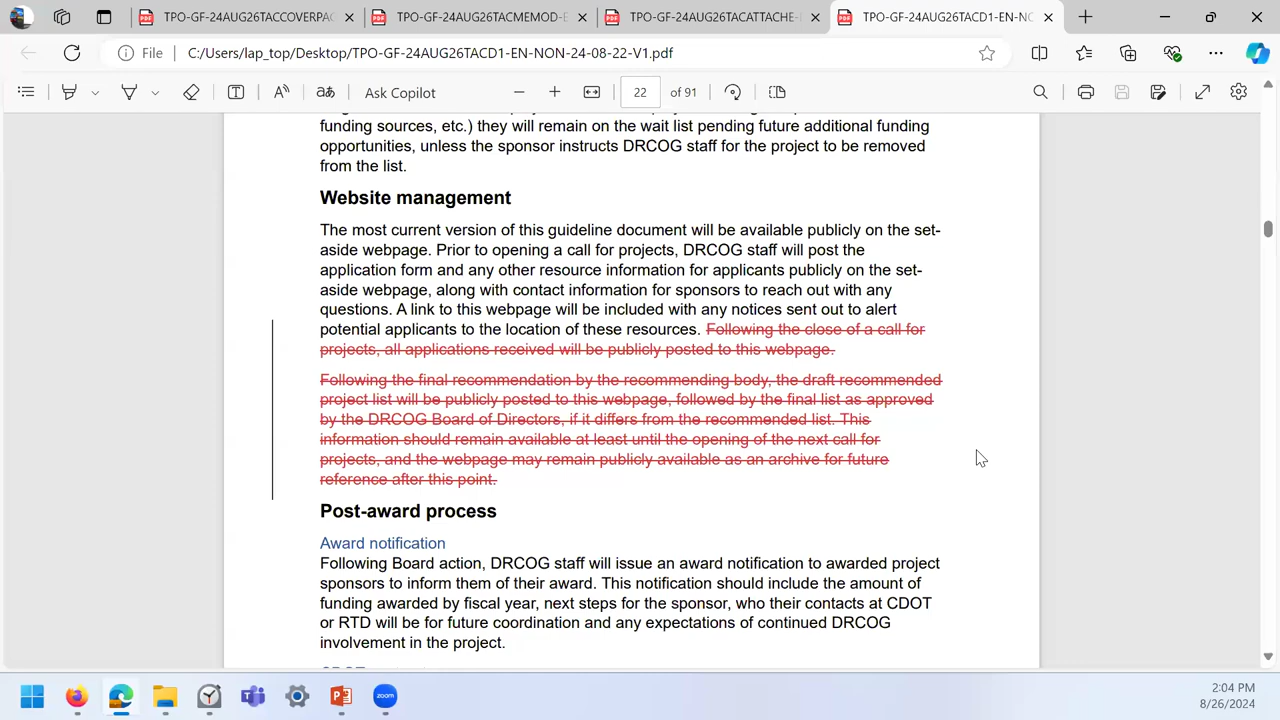 TPO-GF-24AUG26TACCOVERPAC
TPO-GF-24AUG26TACMEMOD-E
TPO-GF-24AUG26TACATTACHE-
TPO-GF-24AUG26TACD1-EN-NO
File
C:/Users/lap_top/Desktop/TPO-GF-24AUG26TACD1-EN-NON-24-08-22-V1.pdf
Ask Copilot
22 of 91
funding sources, etc.) they will remain on the wait list pending future additional funding
opportunities, unless the sponsor instructs DRCOG staff for the project to be removed
from the list.
Website management
The most current version of this guideline document will be available publicly on the set-
aside webpage. Prior to opening a call for projects, DRCOG staff will post the
application form and any other resource information for applicants publicly on the set-
aside webpage, along with contact information for sponsors to reach out with any
questions. A link to this webpage will be included with any notices sent out to alert
potential applicants to the location of these resources. Following the close of a call for
projects, all applications received will be publicly posted to this webpage.
Following the final recommendation by the recommending body, the draft recommended
project list will be publicly posted to this webpage, followed by the final list as approved
by the DRCOG Board of Directors, if it differs from the recommended list. This
information should remain available at least until the opening of the next call for
projects, and the webpage may remain publicly available as an archive for future
reference after this point.
Post-award process
Award notification
Following Board action, DRCOG staff will issue an award notification to awarded project
sponsors to inform them of their award. This notification should include the amount of
funding awarded by fiscal year, next steps for the sponsor, who their contacts at CDOT
or RTD will be for future coordination and any expectations of continued DRCOG
involvement in the project.
zoom
2:04 PM
8/26/2024